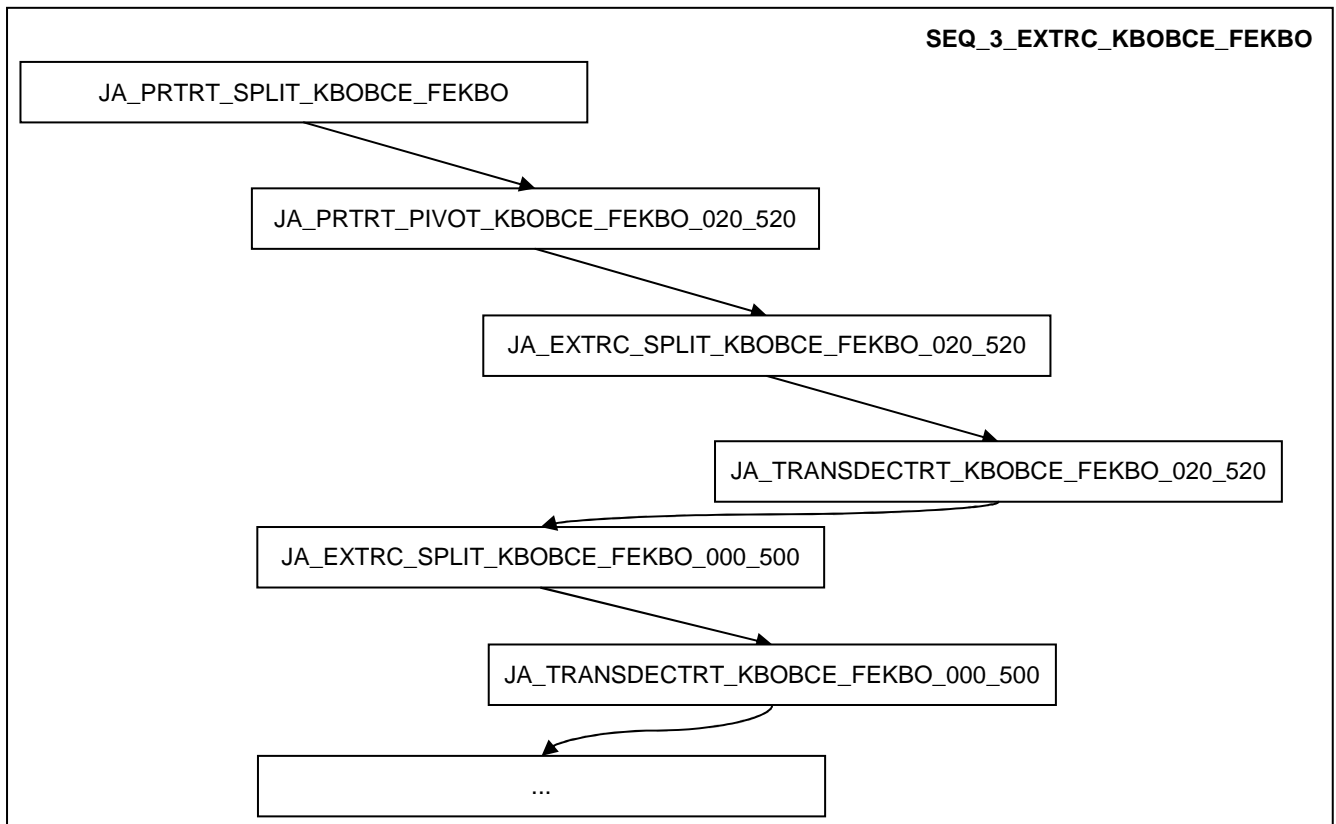 SEQ_3_EXTRC_KBOBCE_FEKBO
JA_PRTRT_SPLIT_KBOBCE_FEKBO
JA_PRTRT_PIVOT_KBOBCE_FEKBO_020_520
JA_EXTRC_SPLIT_KBOBCE_FEKBO_020_520
JA_TRANSDECTRT_KBOBCE_FEKBO_020_520
JA_EXTRC_SPLIT_KBOBCE_FEKBO_000_500
JA_TRANSDECTRT_KBOBCE_FEKBO_000_500
...